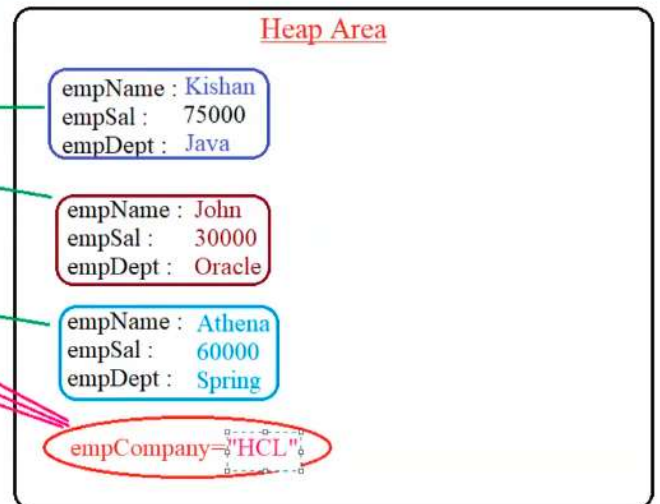 Heap Area
empName : Kishan
empSal : 75000
empDept : Java
empName : John
empSal : 30000
empDept : Oracle
empName : Athena
empSal : 60000
empDept : Spring
empCompany="HCL"